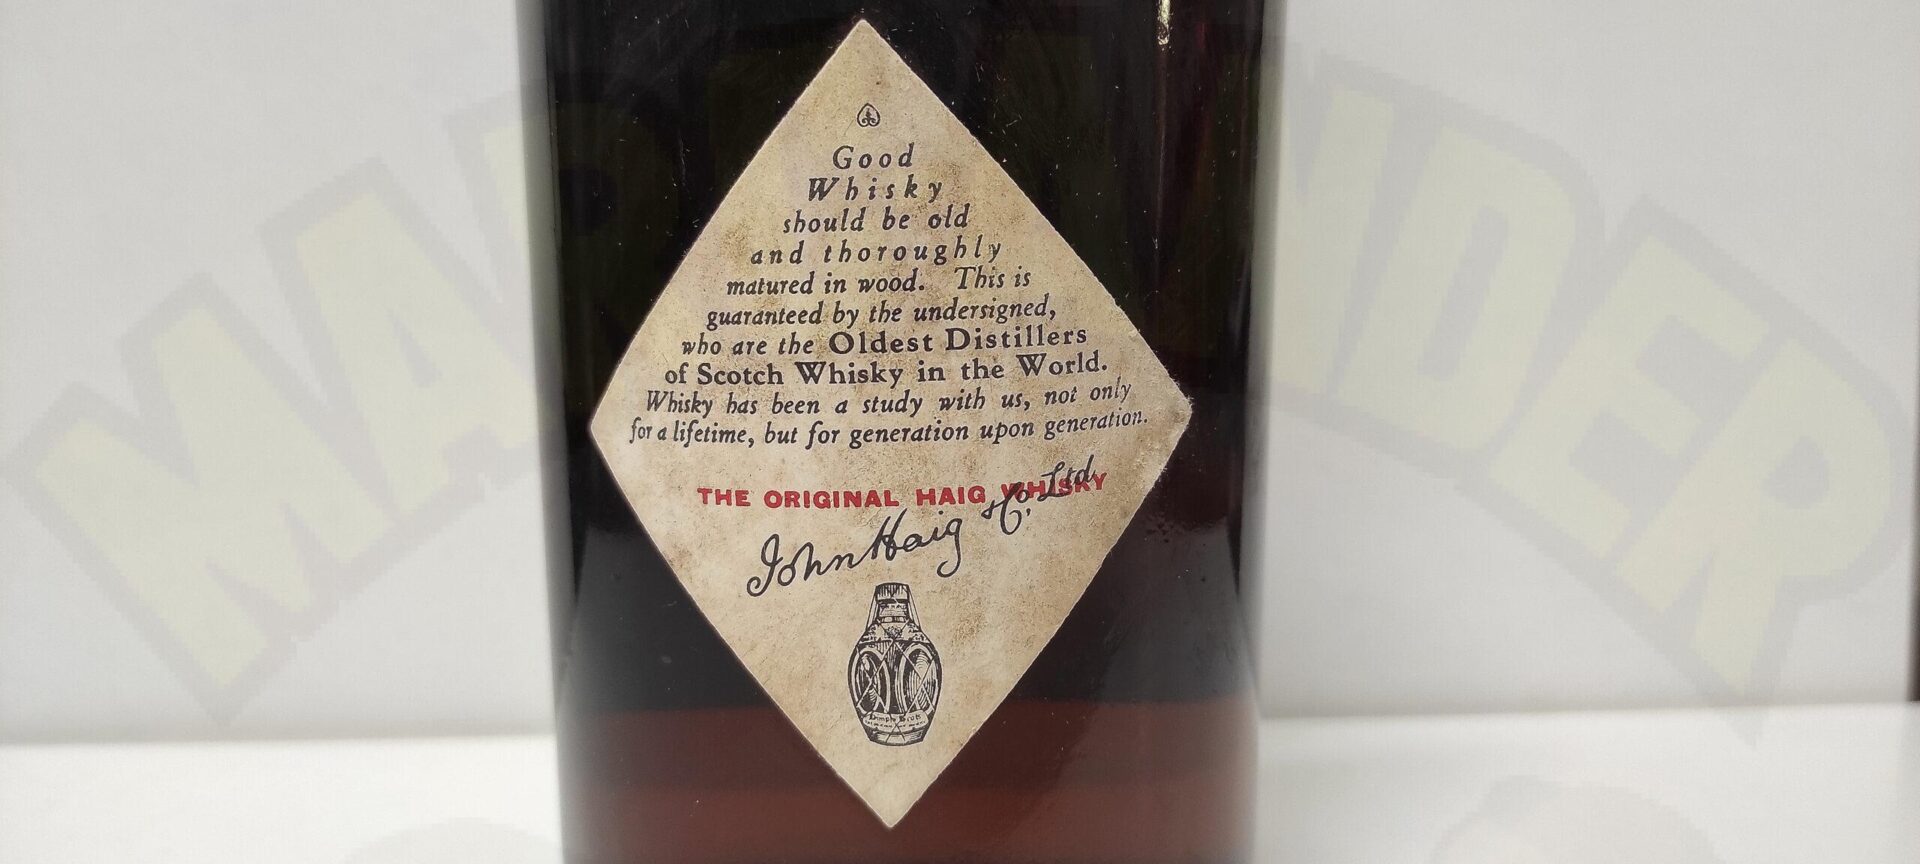 Good
Whisky
should be old
and thoroughly
matured in wood. This is
guaranteed by the undersigned,
who are the Oldest Distillers
of Scotch Whisky in the World.
Whisky has been a study with us, not only
for a lifetime, but for generation upon generation.
THE ORIGINAL HAIG WHISKY
John Haig & Co. Ltd.
Dimple Scots